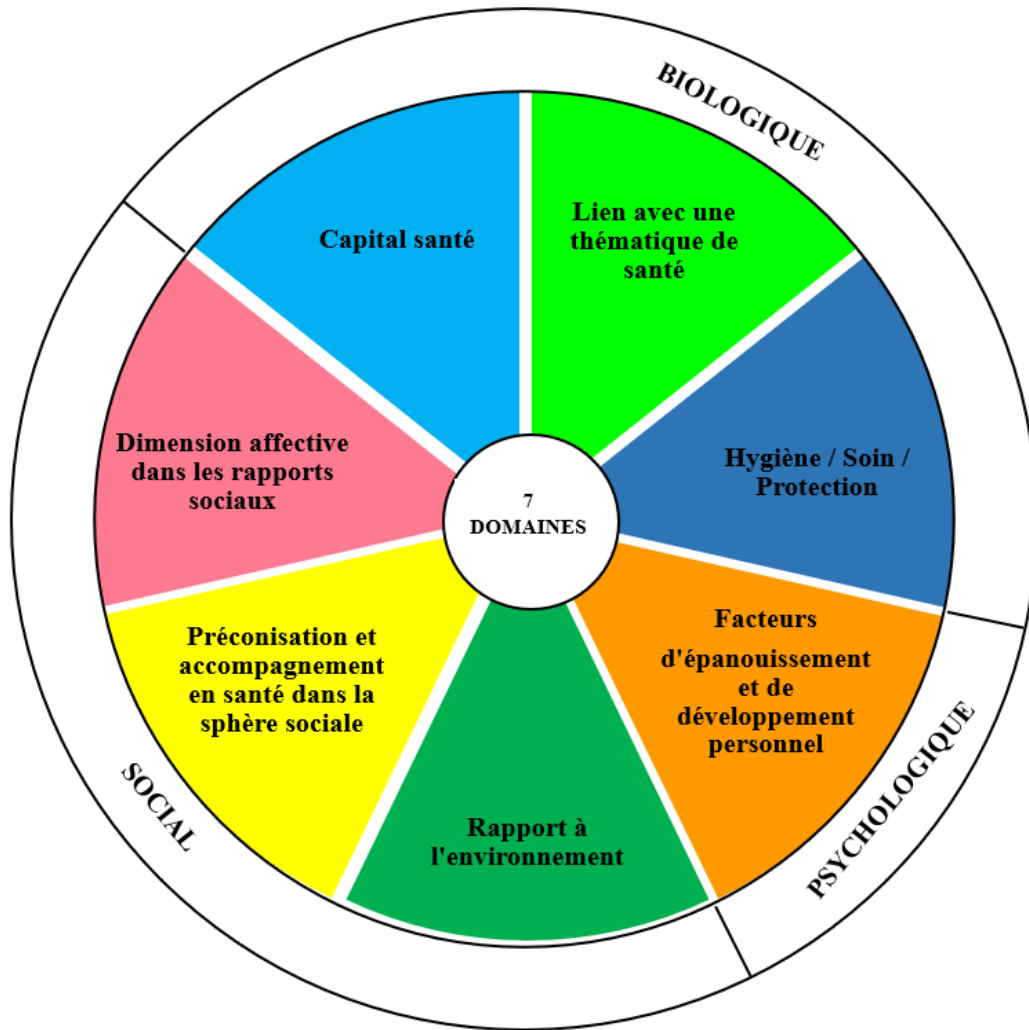 BIOLOGIQUE
Capital santé
Lien avec une
thématique de
santé
Dimension affective
dans les rapports
sociaux
Hygiène / Soin /
Protection
7
DOMAINES
Préconisation et
accompagnement
en santé dans la
sphère sociale
Facteurs
d'épanouissement
et de
développement
personnel
Rapport à
l'environnement
SOCIAL
PSYCHOLOGIQUE